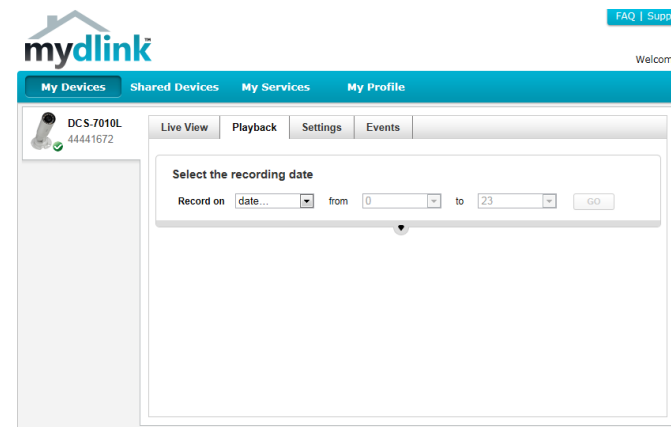 FAQ | Supp
mydlink™
Welcom
My Devices Shared Devices My Services My Profile
DCS-7010L
44441672
Live View Playback Settings Events
Select the recording date
Record on date... from 0 to 23 GO